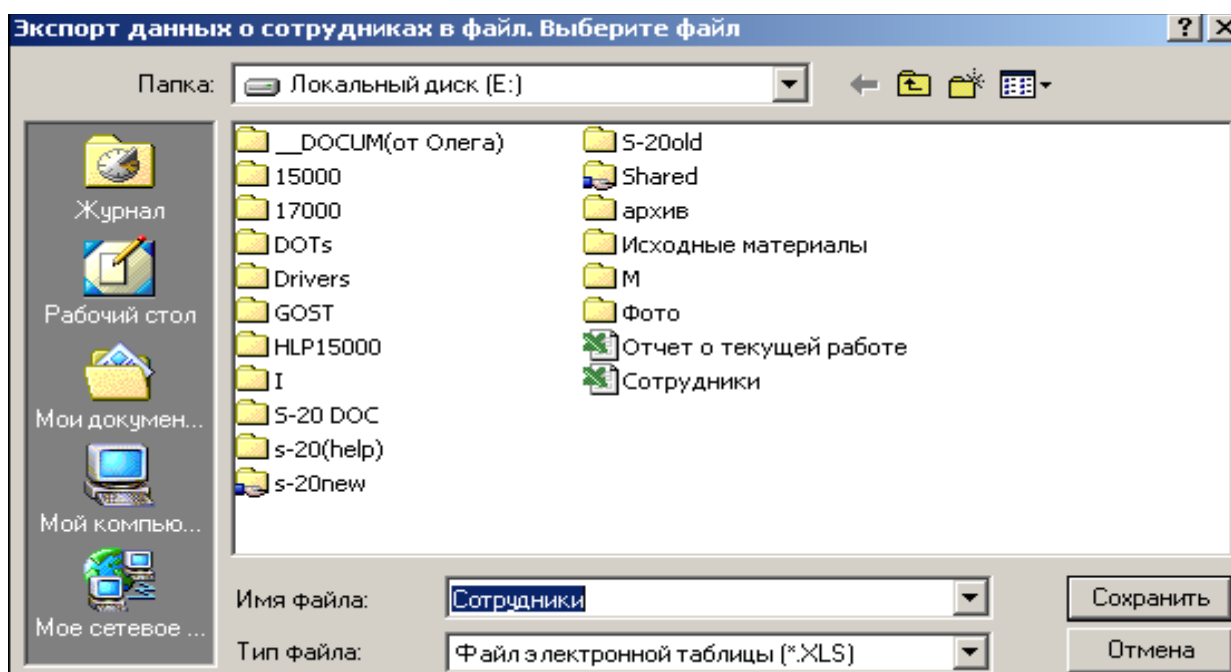 Экспорт данных о сотрудниках в файл. Выберите файл
Папка: Локальный диск (E:)
Журнал
Рабочий стол
Мои докумен...
Мой компью...
Мое сетевое ...
__DOCUM(от Олега)
15000
17000
DOTs
Drivers
GOST
HLP15000
I
S-20 DOC
s-20(help)
s-20new
S-20old
Shared
архив
Исходные материалы
М
Фото
Отчет о текущей работе
Сотрудники
Имя файла: Сотрудники Сохранить
Тип файла: Файл электронной таблицы (*.XLS) Отмена